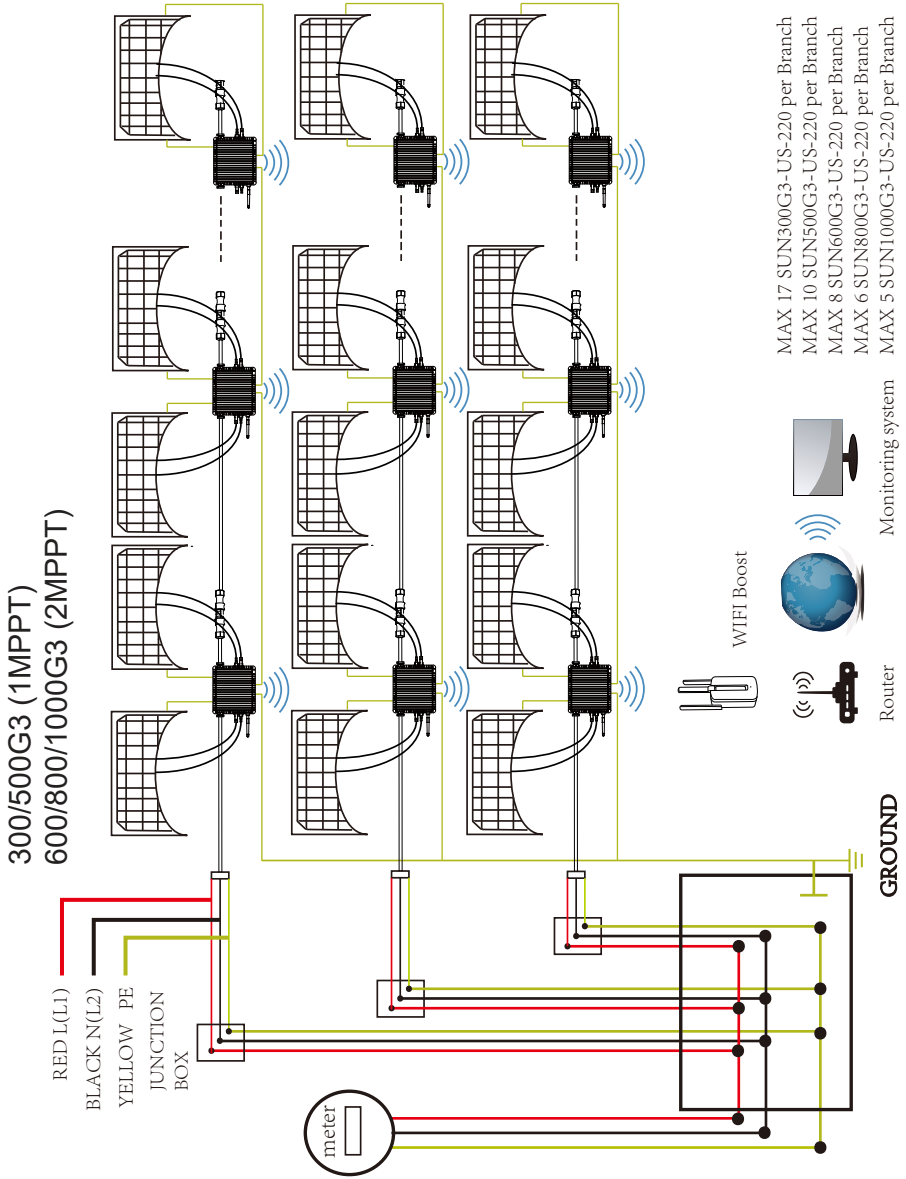 300/500G3 (1MPPT)
600/800/1000G3 (2MPPT)
RED L(L1)
BLACK N(L2)
YELLOW PE
JUNCTION
BOX
meter
GROUND
WIFI Boost
Router
Monitoring system
MAX 17 SUN300G3-US-220 per Branch
MAX 10 SUN500G3-US-220 per Branch
MAX 8 SUN600G3-US-220 per Branch
MAX 6 SUN800G3-US-220 per Branch
MAX 5 SUN1000G3-US-220 per Branch